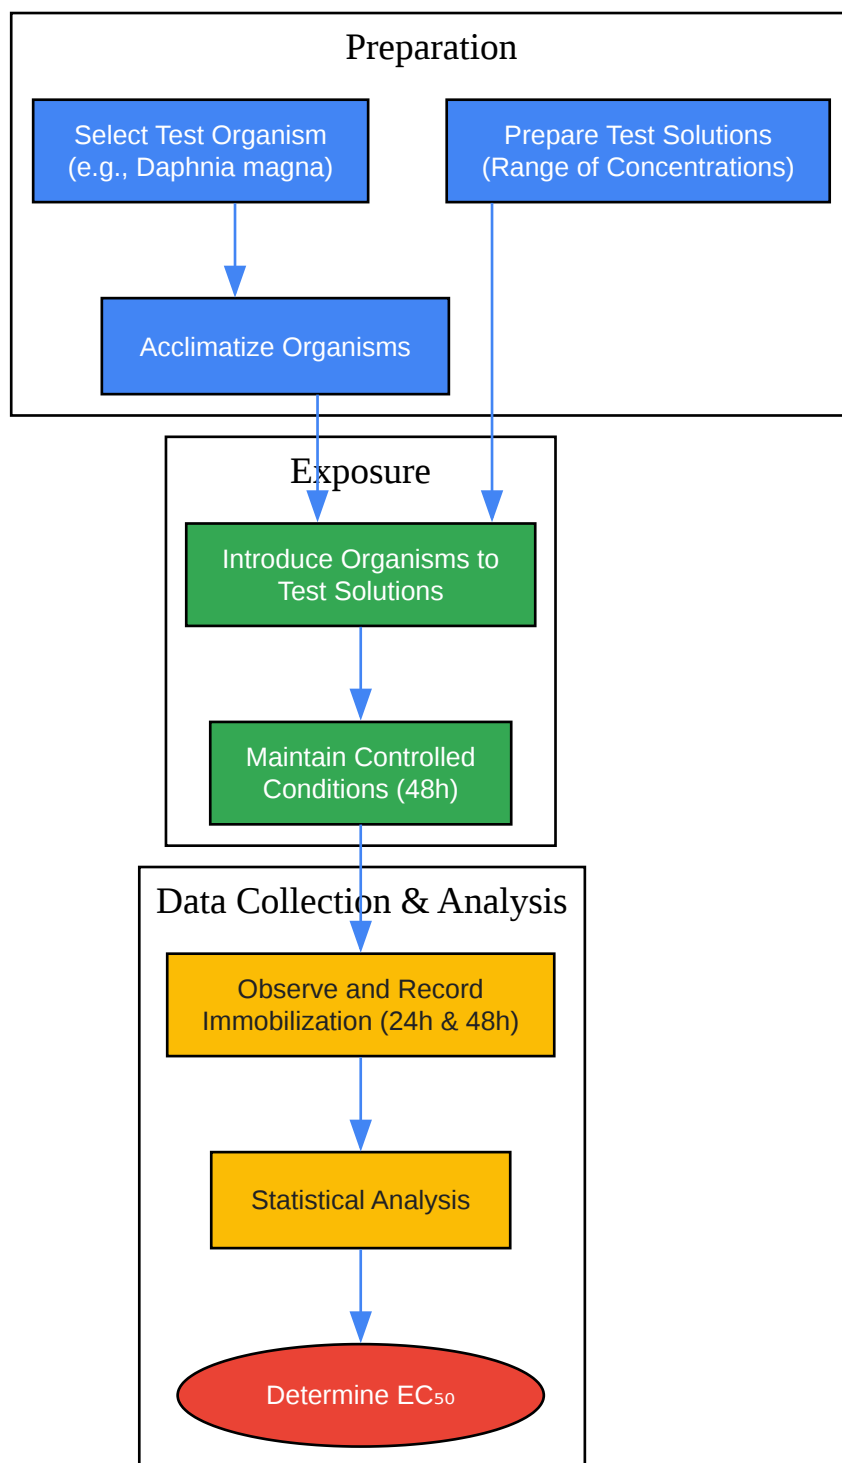 Preparation
Select Test Organism
(e.g., Daphnia magna)
Prepare Test Solutions
(Range of Concentrations)
Acclimatize Organisms
Exposure
Introduce Organisms to
Test Solutions
Maintain Controlled
Conditions (48h)
Data Collection & Analysis
Observe and Record
Immobilization (24h & 48h)
Statistical Analysis
Determine EC₅₀